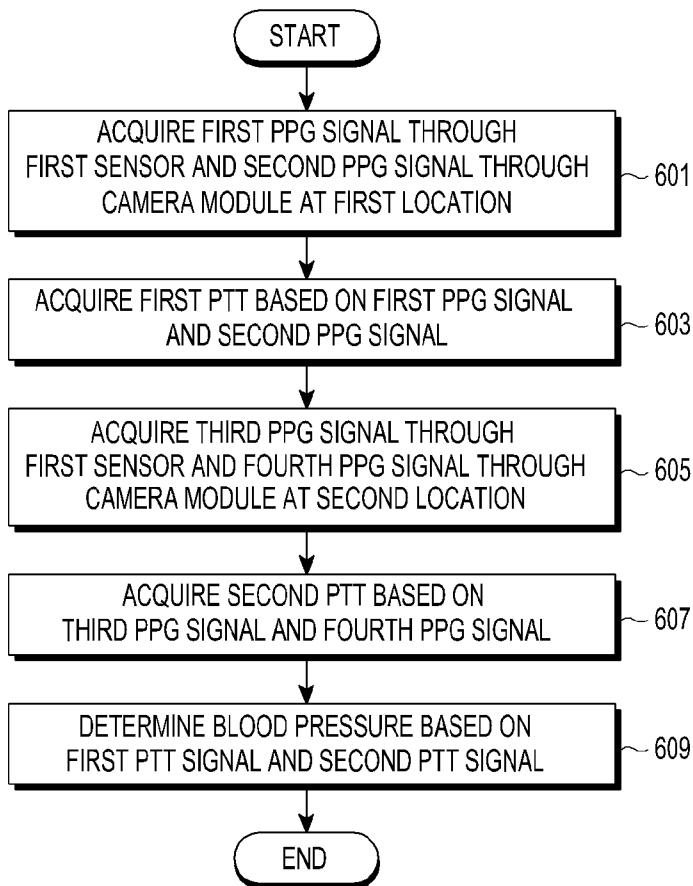 START
ACQUIRE FIRST PPG SIGNAL THROUGH
FIRST SENSOR AND SECOND PPG SIGNAL THROUGH
CAMERA MODULE AT FIRST LOCATION
601
ACQUIRE FIRST PTT BASED ON FIRST PPG SIGNAL
AND SECOND PPG SIGNAL
603
ACQUIRE THIRD PPG SIGNAL THROUGH
FIRST SENSOR AND FOURTH PPG SIGNAL THROUGH
CAMERA MODULE AT SECOND LOCATION
605
ACQUIRE SECOND PTT BASED ON
THIRD PPG SIGNAL AND FOURTH PPG SIGNAL
607
DETERMINE BLOOD PRESSURE BASED ON
FIRST PTT SIGNAL AND SECOND PTT SIGNAL
609
END